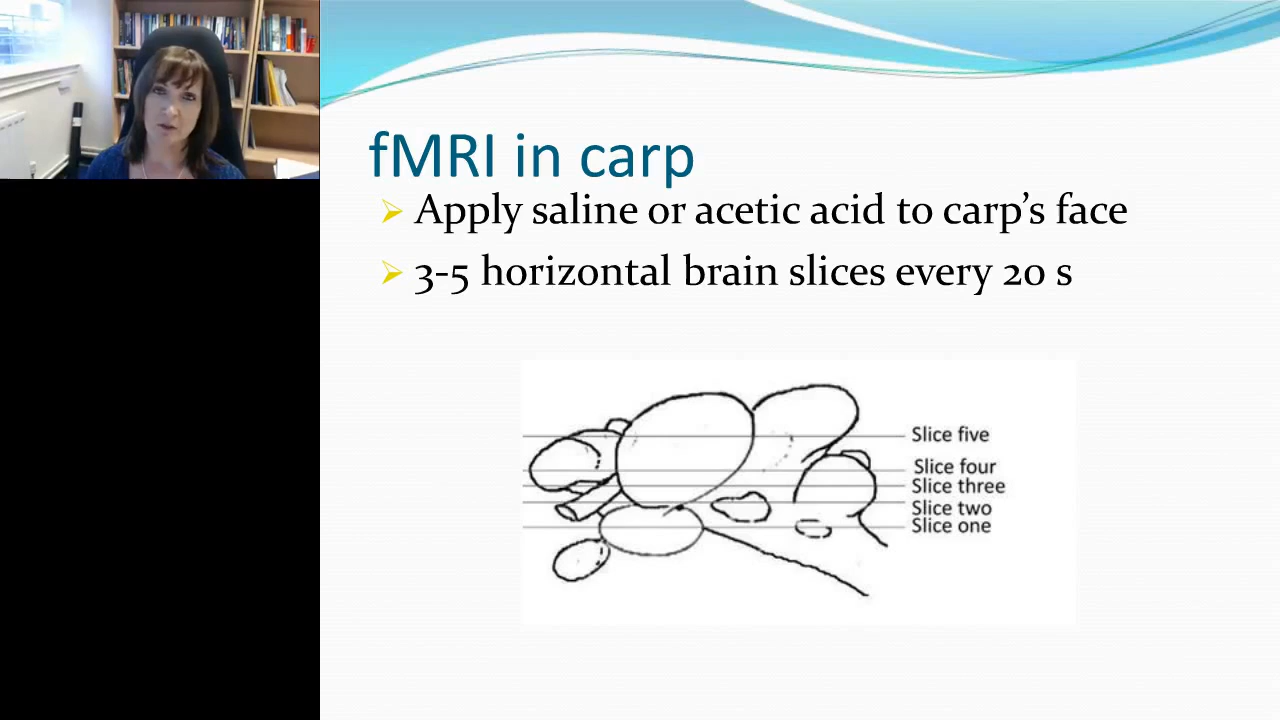 fMRI in carp
Apply saline or acetic acid to carp's face
3-5 horizontal brain slices every 20 s
Slice five
Slice four
Slice three
Slice two
Slice one